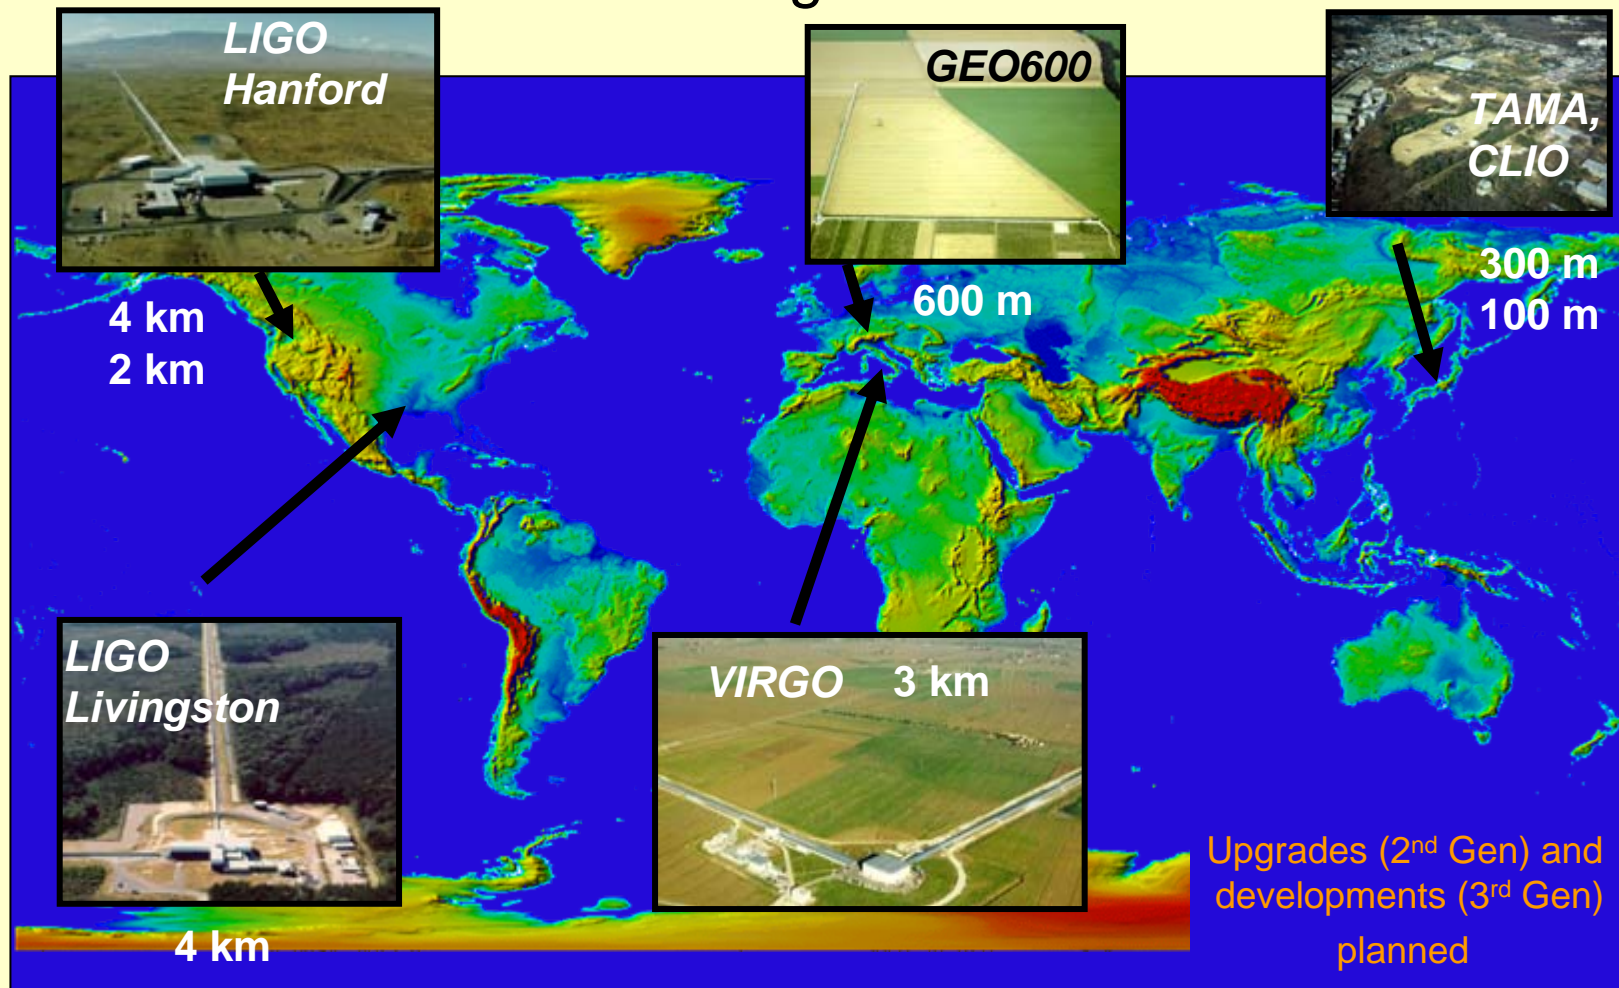 LIGO
Hanford
GEO600
TAMA,
CLIO
4 km
2 km
600 m
300 m
100 m
LIGO
Livingston
VIRGO 3 km
4 km
Upgrades (2nd Gen) and
developments (3rd Gen)
planned